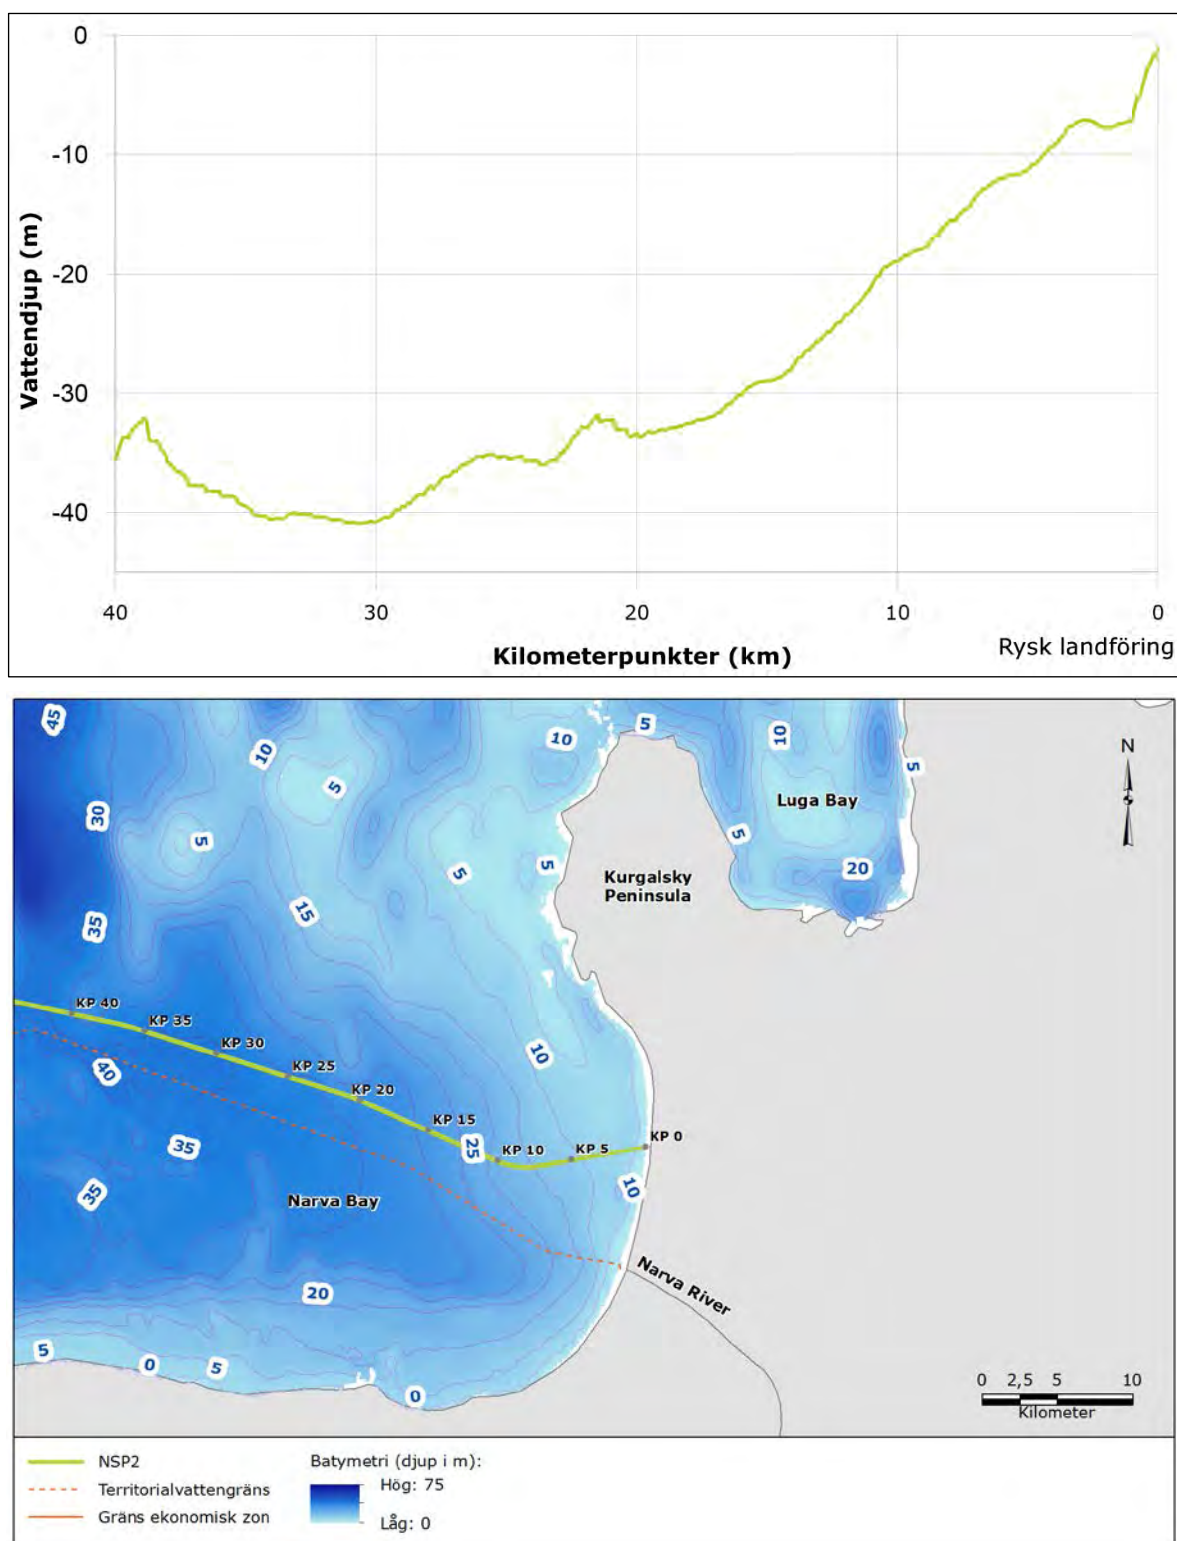 0
-10
-20
-30
-40
Vattendjup (m)
40
30
20
10
0
Kilometerpunkter (km)
Rysk landföring
45
10
5
10
10
5
N
5
30
5
Luga Bay
5
5
5
5
20
Kurgalsky
Peninsula
15
35
KP 40
KP 35
KP 30
10
KP 25
40
KP 20
KP 15
KP 0
35
25
KP 10
KP 5
35
10
Narva Bay
Narva River
20
5
0
5
0
0 2,5 5 10
Kilometer
NSP2
Territorialvattengräns
Gräns ekonomisk zon
Batymetri (djup i m):
Hög: 75
Låg: 0